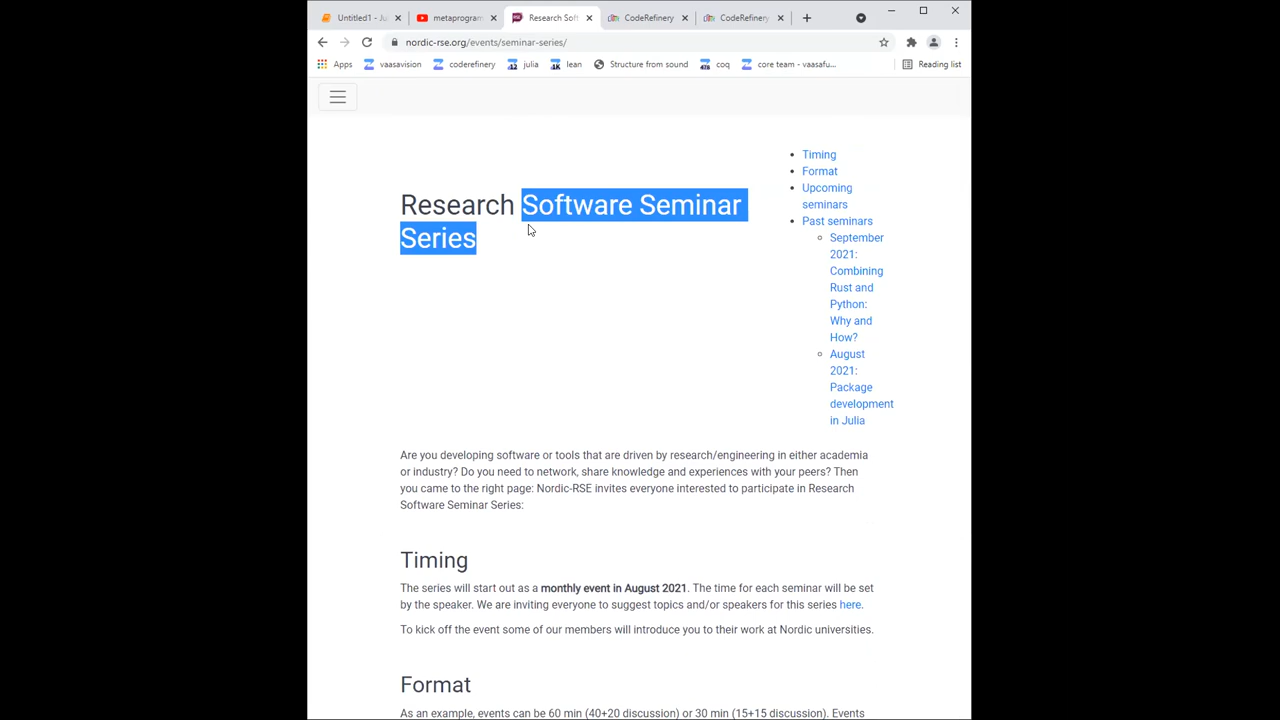 Untitled1 - Ju
metaprogram
Research Soft
CodeRefinery
CodeRefinery
nordic-rse.org/events/seminar-series/
Apps
vaasavision
coderefinery
julia
lean
Structure from sound
coq
core team - vaasafu...
Reading list
Research Software Seminar
Series
Timing
Format
Upcoming
seminars
Past seminars
September
2021:
Combining
Rust and
Python:
Why and
How?
August
2021:
Package
development
in Julia
Are you developing software or tools that are driven by research/engineering in either academia
or industry? Do you need to network, share knowledge and experiences with your peers? Then
you came to the right page: Nordic-RSE invites everyone interested to participate in Research
Software Seminar Series:
Timing
The series will start out as a monthly event in August 2021. The time for each seminar will be set
by the speaker. We are inviting everyone to suggest topics and/or speakers for this series here.
To kick off the event some of our members will introduce you to their work at Nordic universities.
Format
As an example, events can be 60 min (40+20 discussion) or 30 min (15+15 discussion). Events